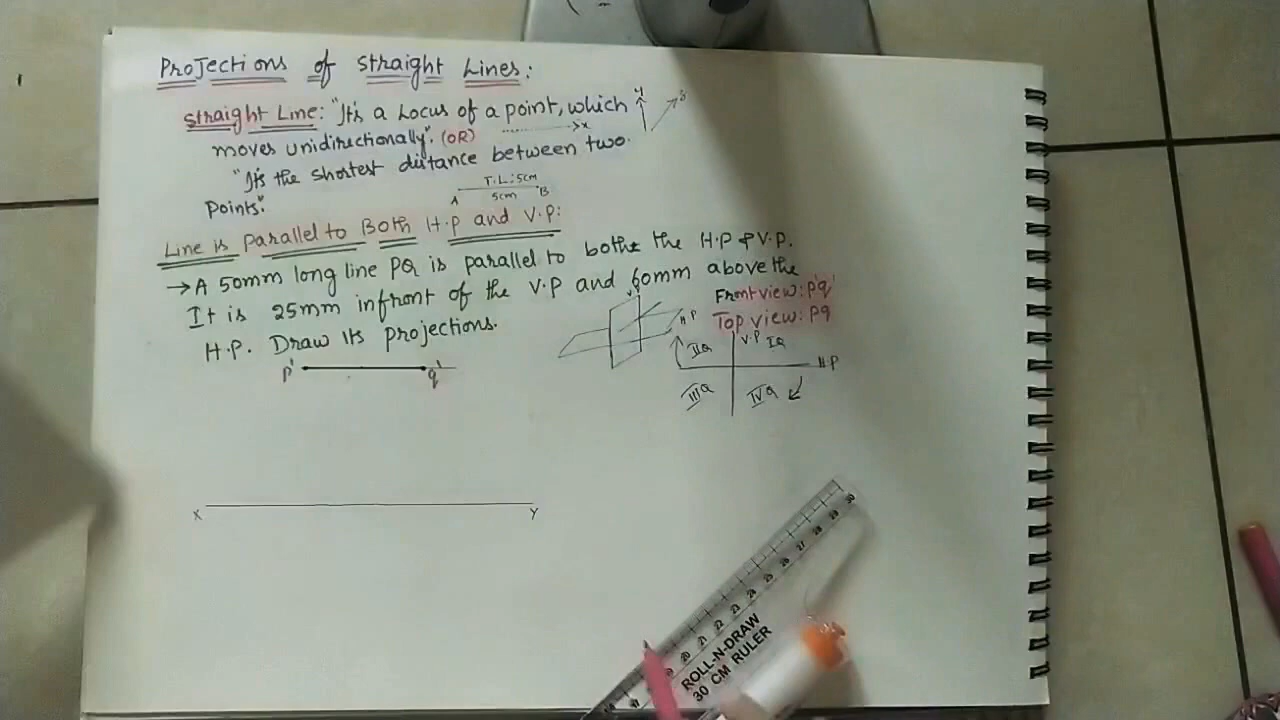 Projections of straight Lines:
straight Line: "It's a Locus of a point, which
moves unidirectionally". (OR)
"It's the shortest distance between two
points".
T.L: 5cm
A 5cm B
Line is parallel to Both H.P and V.P:
→ A 50mm long line PQ is parallel to bothe the H.P & V.P.
It is 25mm infront of the V.P and 60mm above the
H.P. Draw its projections.
Front view: p'q'
Top view: pq
H P
V.P IQ
IIQ
H.P
IIIQ IVQ
p' q'
X Y
ROLL-N-DRAW
30 CM RULER